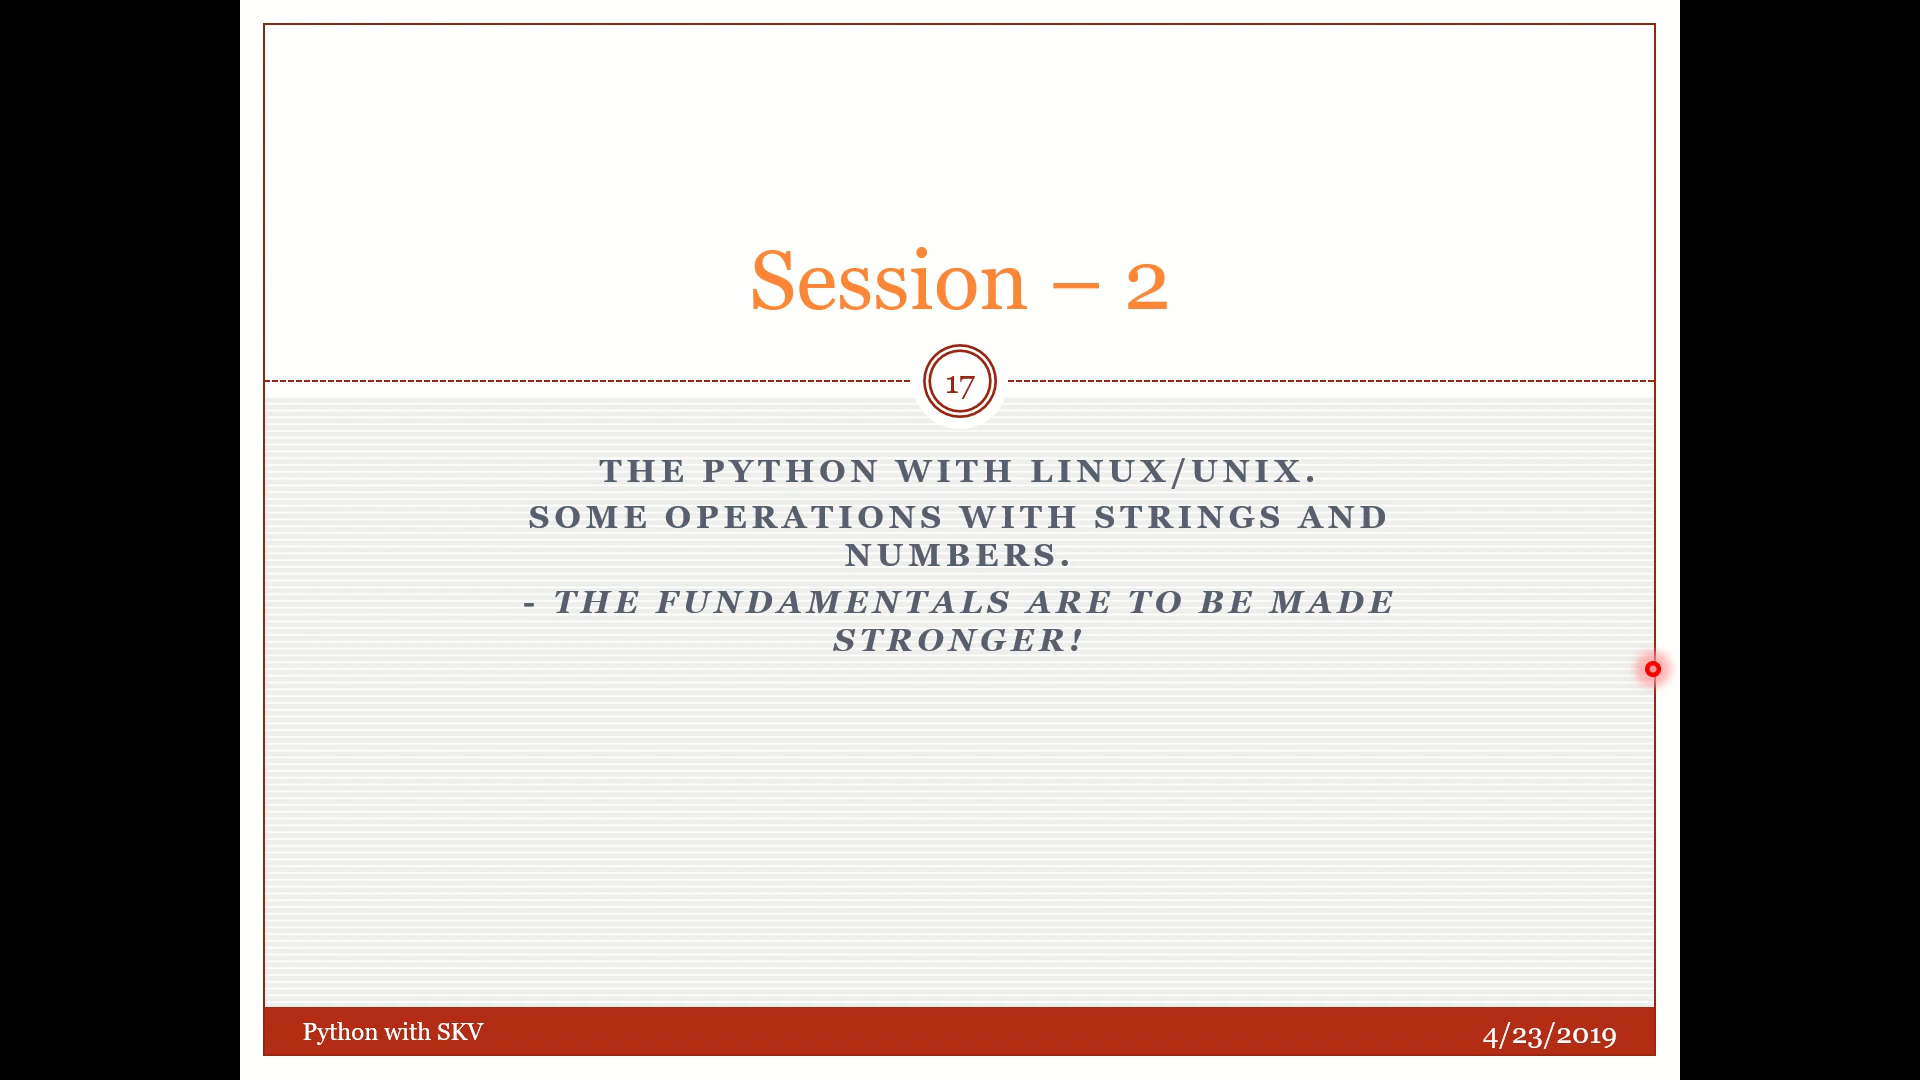 Session – 2
17
THE PYTHON WITH LINUX/UNIX.
SOME OPERATIONS WITH STRINGS AND
NUMBERS.
- THE FUNDAMENTALS ARE TO BE MADE
STRONGER!
Python with SKV
4/23/2019